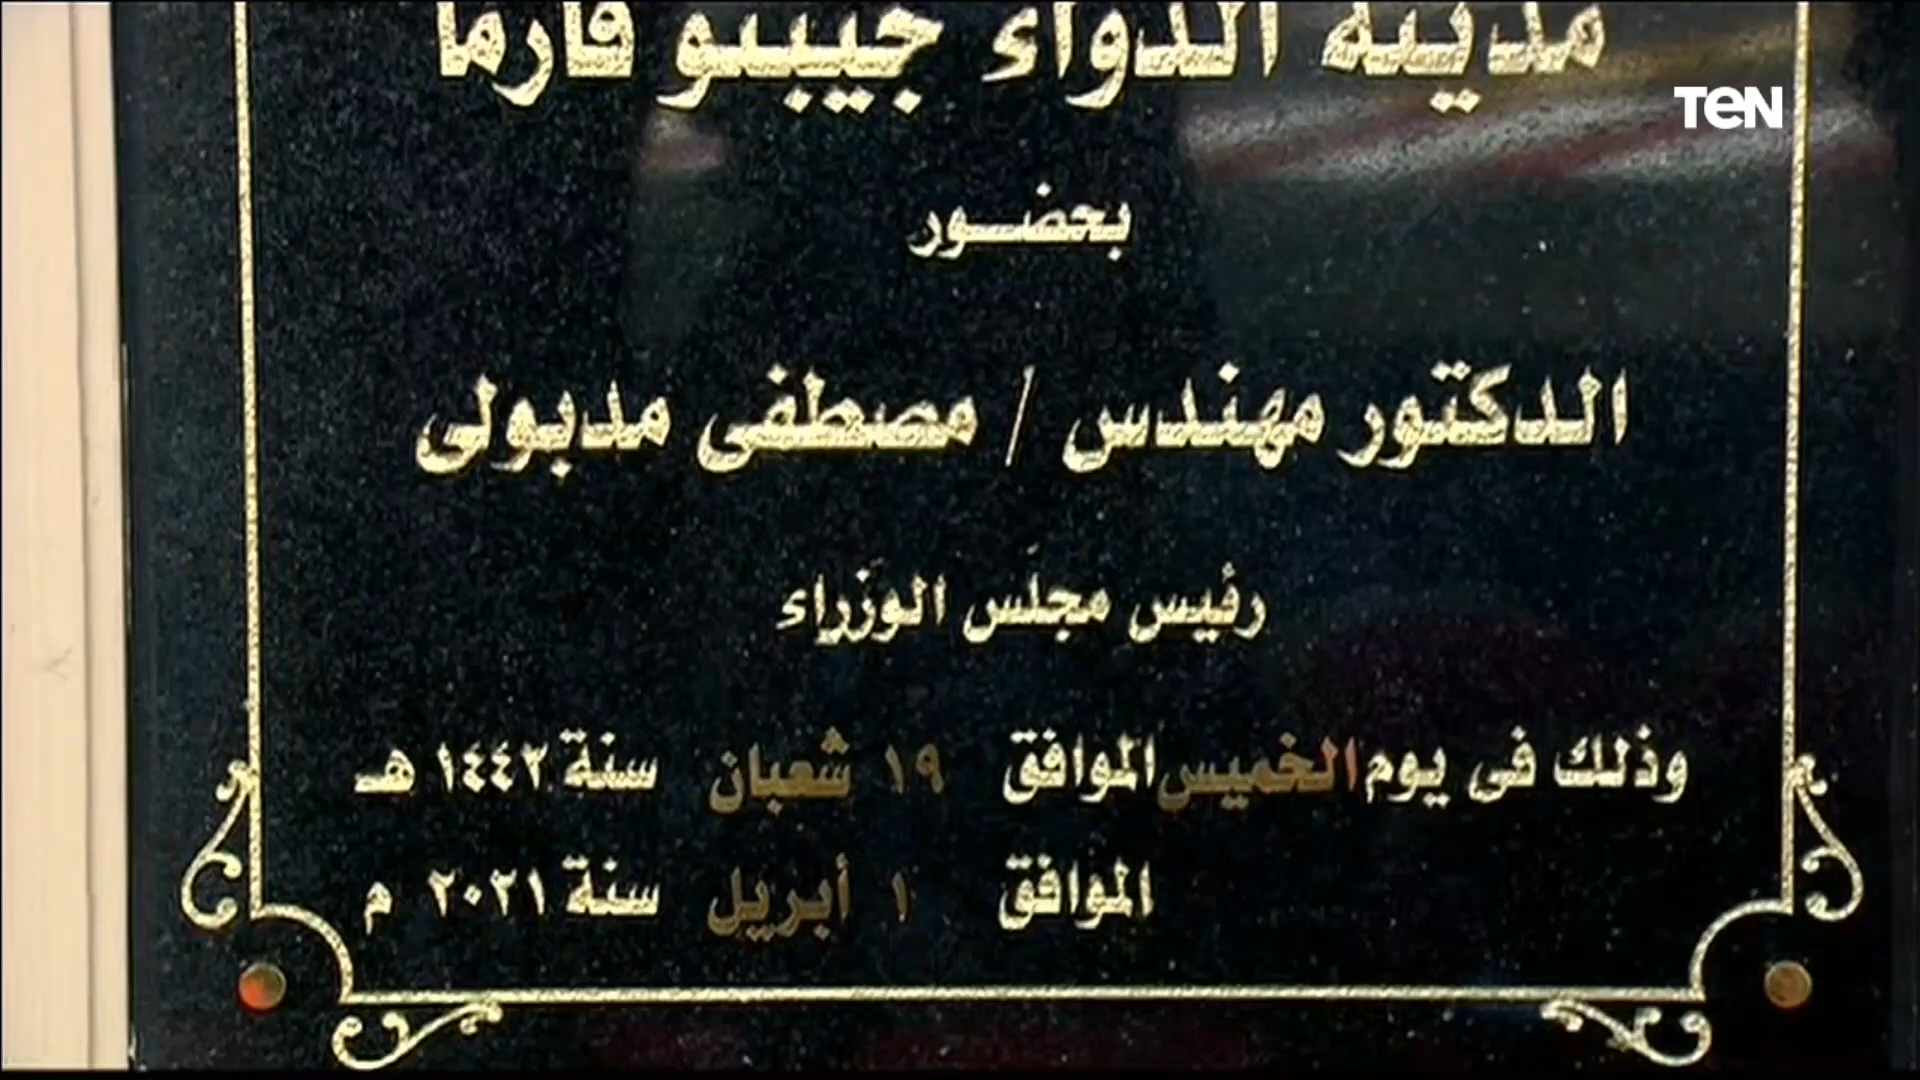 مدينة الدواء جيبتو فارما
TEN
بحضور
الدكتور مهندس / مصطفى مدبولى
رئيس مجلس الوزراء
وذلك فى يوم الخميس الموافق ١٩ شعبان سنة ١٤٤٢ هـ
الموافق ١ أبريل سنة ٢٠٢١ م